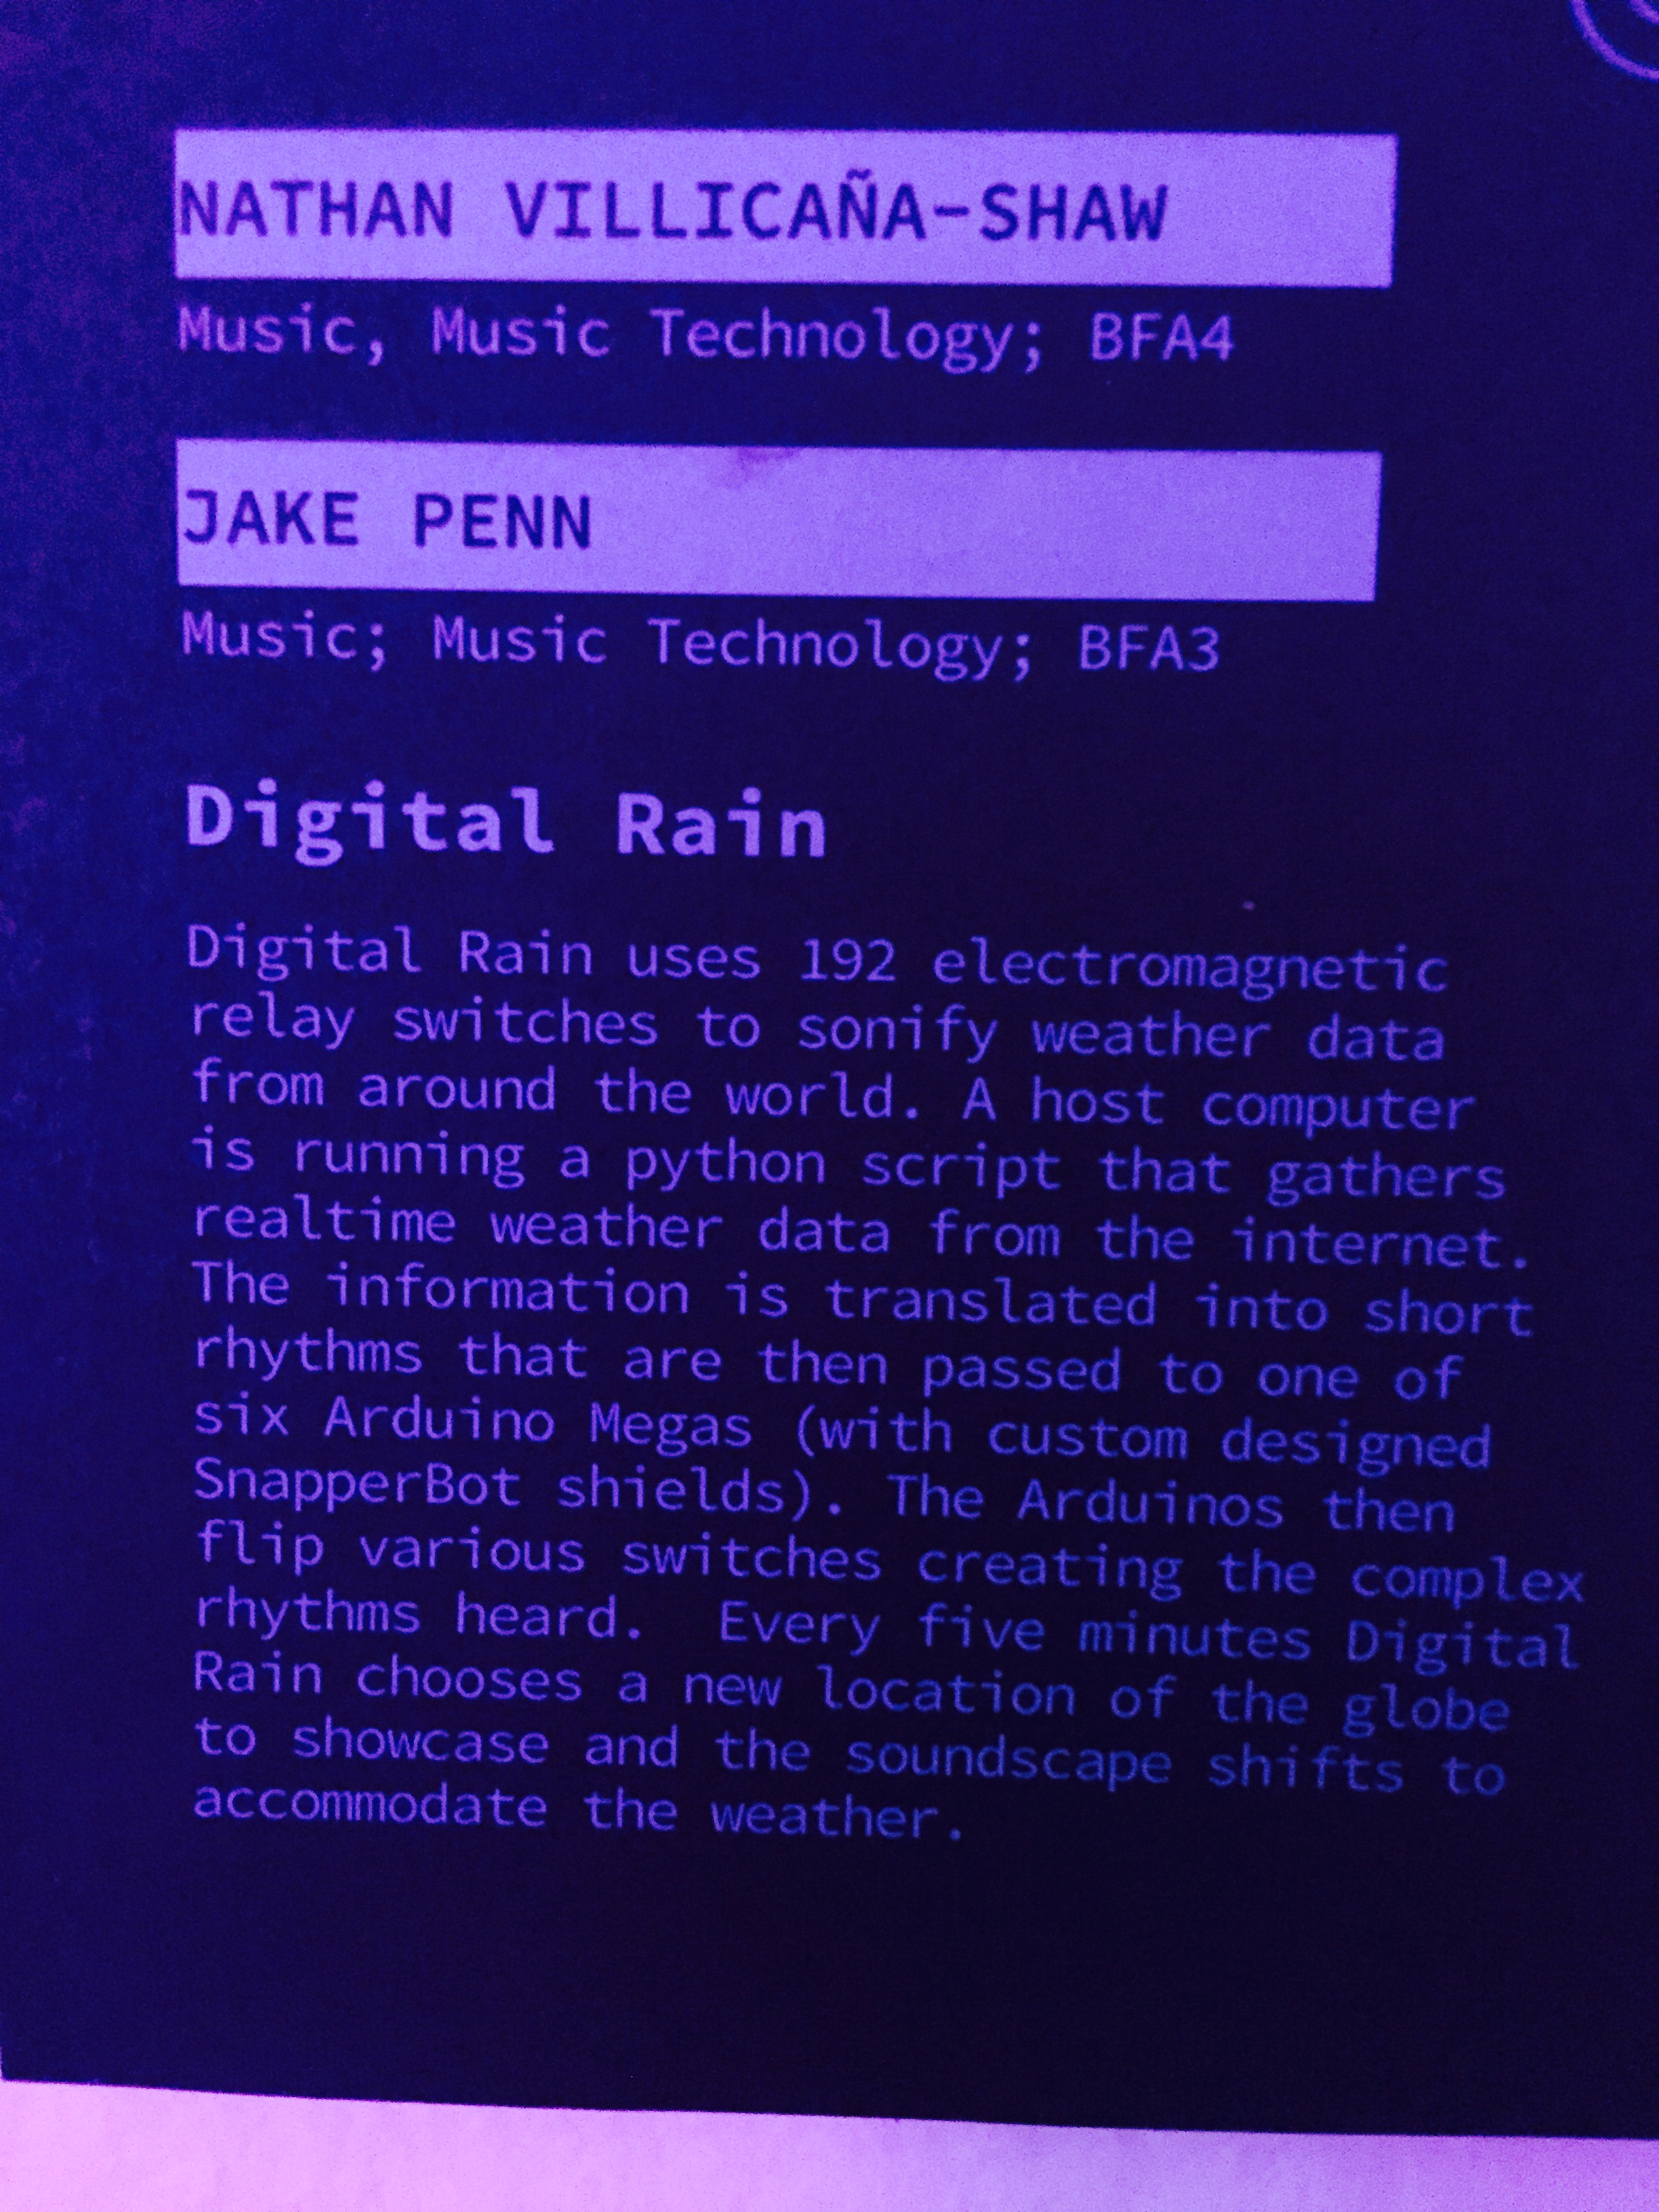 NATHAN VILLICAÑA-SHAW
Music, Music Technology; BFA4
JAKE PENN
Music; Music Technology; BFA3
Digital Rain
Digital Rain uses 192 electromagnetic
relay switches to sonify weather data
from around the world. A host computer
is running a python script that gathers
realtime weather data from the internet.
The information is translated into short
rhythms that are then passed to one of
six Arduino Megas (with custom designed
SnapperBot shields). The Arduinos then
flip various switches creating the complex
rhythms heard.  Every five minutes Digital
Rain chooses a new location of the globe
to showcase and the soundscape shifts to
accommodate the weather.